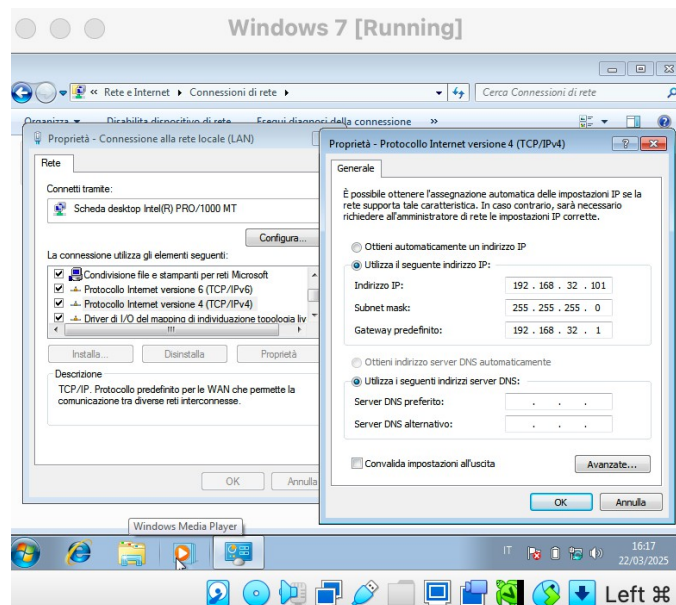 Windows 7 [Running]
« Rete e Internet Connessioni di rete
Cerca Connessioni di rete
Organizza Disabilita dispositivo di rete Esegui diagnosi della connessione »
Proprietà - Connessione alla rete locale (LAN)
Rete
Connetti tramite:
Scheda desktop Intel(R) PRO/1000 MT
Configura...
La connessione utilizza gli elementi seguenti:
Condivisione file e stampanti per reti Microsoft
Protocollo Internet versione 6 (TCP/IPv6)
Protocollo Internet versione 4 (TCP/IPv4)
Driver di I/O del mapping di individuazione topologia liv
Installa... Disinstalla Proprietà
Descrizione
TCP/IP. Protocollo predefinito per le WAN che permette la
comunicazione tra diverse reti interconnesse.
OK Annulla
Proprietà - Protocollo Internet versione 4 (TCP/IPv4)
Generale
È possibile ottenere l'assegnazione automatica delle impostazioni IP se la
rete supporta tale caratteristica. In caso contrario, sarà necessario
richiedere all'amministratore di rete le impostazioni IP corrette.
Ottieni automaticamente un indirizzo IP
Utilizza il seguente indirizzo IP:
Indirizzo IP: 192 . 168 . 32 . 101
Subnet mask: 255 . 255 . 255 . 0
Gateway predefinito: 192 . 168 . 32 . 1
Ottieni indirizzo server DNS automaticamente
Utilizza i seguenti indirizzi server DNS:
Server DNS preferito: . . .
Server DNS alternativo: . . .
Convalida impostazioni all'uscita
Avanzate...
OK Annulla
Windows Media Player
IT
16:17
22/03/2025
Left ⌘